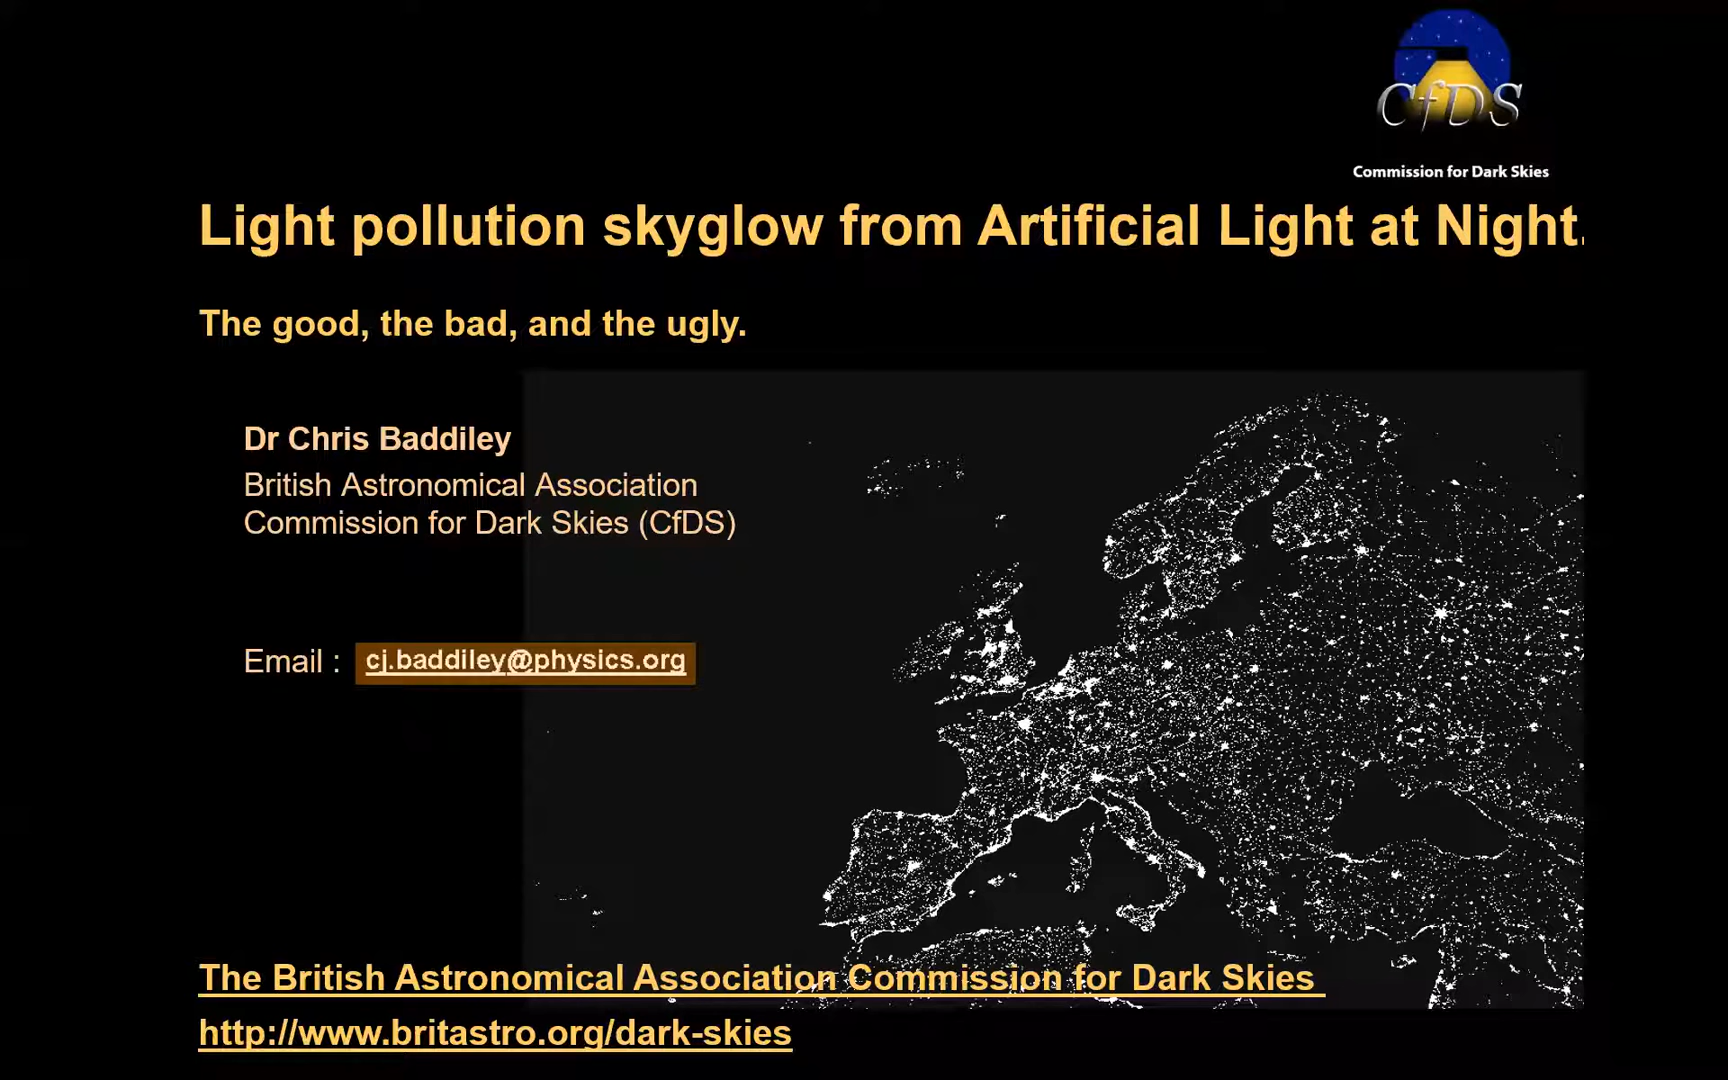 CfDS
Commission for Dark Skies
Light pollution skyglow from Artificial Light at Night.
The good, the bad, and the ugly.
Dr Chris Baddiley
British Astronomical Association
Commission for Dark Skies (CfDS)
Email : cj.baddiley@physics.org
The British Astronomical Association Commission for Dark Skies
http://www.britastro.org/dark-skies